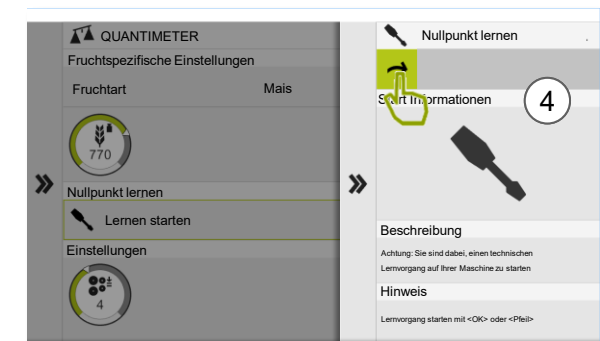 QUANTIMETER
Fruchtspezifische Einstellungen
Fruchtart Mais
770
Nullpunkt lernen
Lernen starten
Einstellungen
4
Nullpunkt lernen
Start Informationen
4
Beschreibung
Achtung: Sie sind dabei, einen technischen
Lernvorgang auf Ihrer Maschine zu starten
Hinweis
Lernvorgang starten mit <OK> oder <Pfeil>